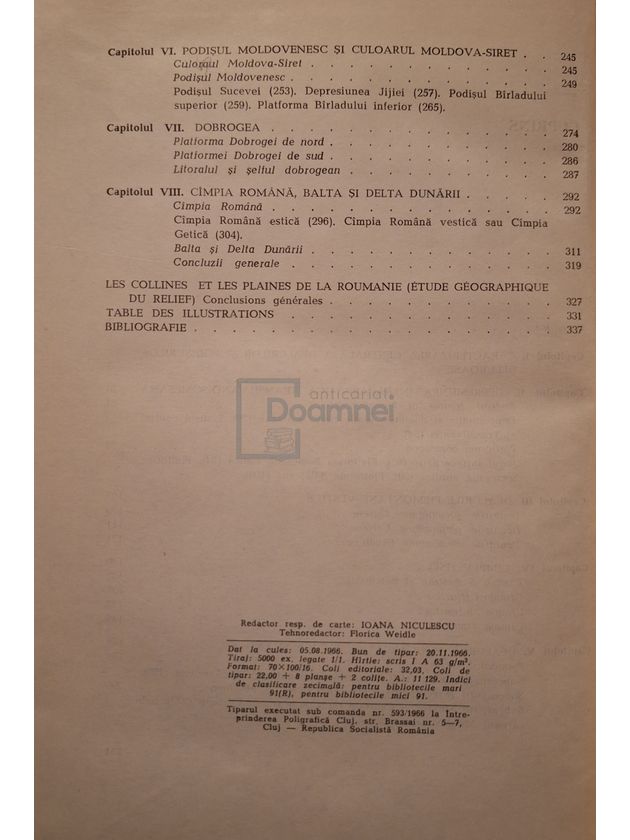 Capitolul VI. PODIȘUL MOLDOVENESC ȘI CULOARUL MOLDOVA-SIRET . . 245
Culoarul Moldova-Siret . . . . . . . . . . . . . 245
Podișul Moldovenesc . . . . . . . . . . . . . . 249
Podișul Sucevei (253). Depresiunea Jijiei (257). Podișul Bîrladului
superior (259). Platforma Bîrladului inferior (265).
Capitolul VII. DOBROGEA . . . . . . . . . . . . . . . 274
Platforma Dobrogei de nord . . . . . . . . . . . . 280
Platformei Dobrogei de sud . . . . . . . . . . . . 286
Litoralul și șelful dobrogean . . . . . . . . . . . . 287
Capitolul VIII. CÎMPIA ROMÂNĂ, BALTA ȘI DELTA DUNĂRII . . . . . 292
Cîmpia Română . . . . . . . . . . . . . . . 292
Cîmpia Română estică (296). Cîmpia Română vestică sau Cîmpia
Getică (304).
Balta și Delta Dunării . . . . . . . . . . . . . 311
Concluzii generale . . . . . . . . . . . . . . 319
LES COLLINES ET LES PLAINES DE LA ROUMANIE (ÉTUDE GÉOGRAPHIQUE
DU RELIEF) Conclusions générales . . . . . . . . . . . . 327
TABLE DES ILLUSTRATIONS . . . . . . . . . . . . . . 331
BIBLIOGRAFIE . . . . . . . . . . . . . . . . . . . 337
anticariat
Doamnei
Redactor resp. de carte: IOANA NICULESCU
Tehnoredactor: Florica Weidle
Dat la cules: 05.08.1966. Bun de tipar: 20.11.1966.
Tiraj: 5000 ex. legate 1/1. Hîrtie: scris I A 63 g/m².
Format: 70×100/16. Coli editoriale: 32,03, Coli de
tipar: 22,00 + 8 planșe + 2 colițe. A.: 11 129. Indici
de clasificare zecimală: pentru bibliotecile mari
91(R), pentru bibliotecile mici 91.
Tiparul executat sub comanda nr. 593/1966 la Între-
prinderea Poligrafică Cluj, str. Brassai nr. 5—7,
Cluj — Republica Socialistă România